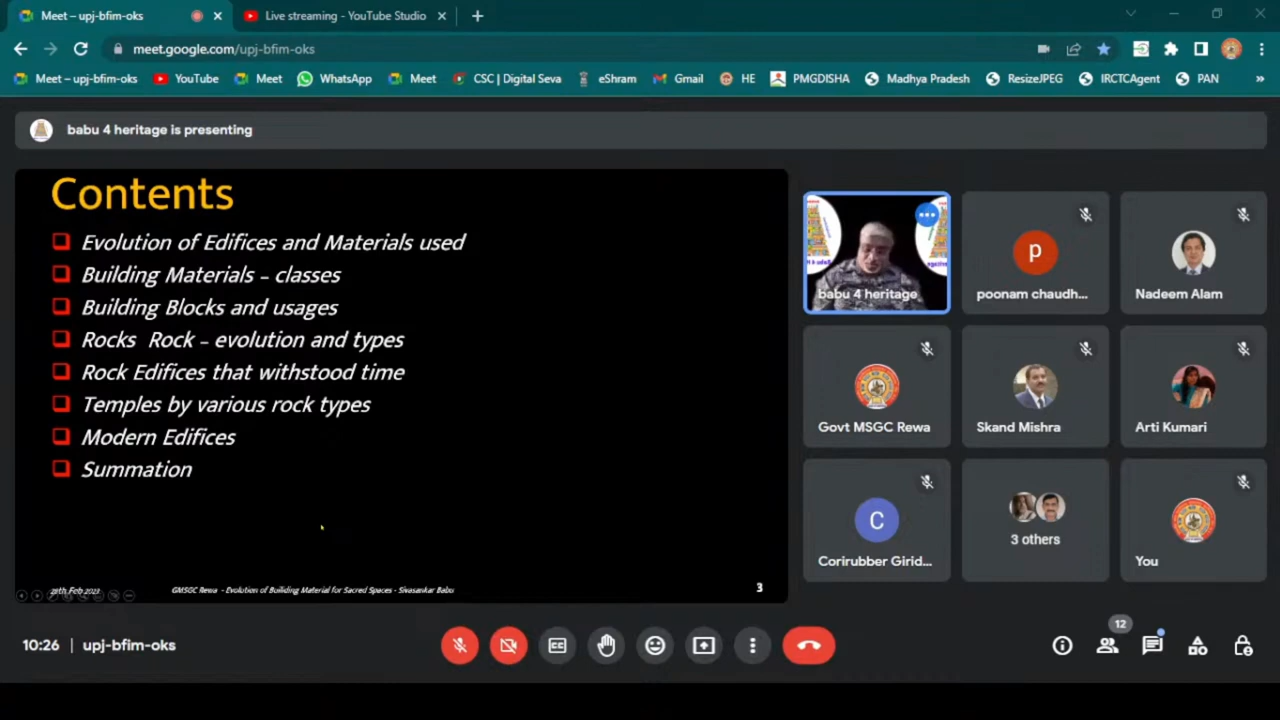 Meet – upj-bfim-oks
Live streaming - YouTube Studio
meet.google.com/upj-bfim-oks
Meet – upj-bfim-oks YouTube Meet WhatsApp Meet CSC | Digital Seva eShram Gmail HE PMGDISHA Madhya Pradesh ResizeJPEG IRCTCAgent PAN »
babu 4 heritage is presenting
Contents
Evolution of Edifices and Materials used
Building Materials – classes
Building Blocks and usages
Rocks Rock – evolution and types
Rock Edifices that withstood time
Temples by various rock types
Modern Edifices
Summation
Feb 2023
GMSGC Rewa - Evolution of Building Material for Sacred Spaces - Sivasankar Babu
3
babu 4 heritage
p
poonam chaudh...
Nadeem Alam
Govt MSGC Rewa
Skand Mishra
Arti Kumari
C
Corirubber Girid...
3 others
You
10:26 | upj-bfim-oks
12